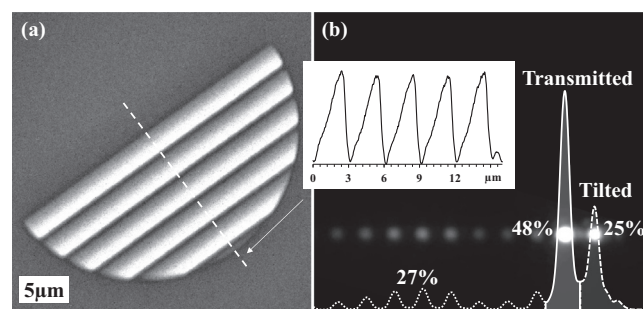 (a)
5μm
(b)
Transmitted
Tilted
48%
25%
27%
0 3 6 9 12 μm